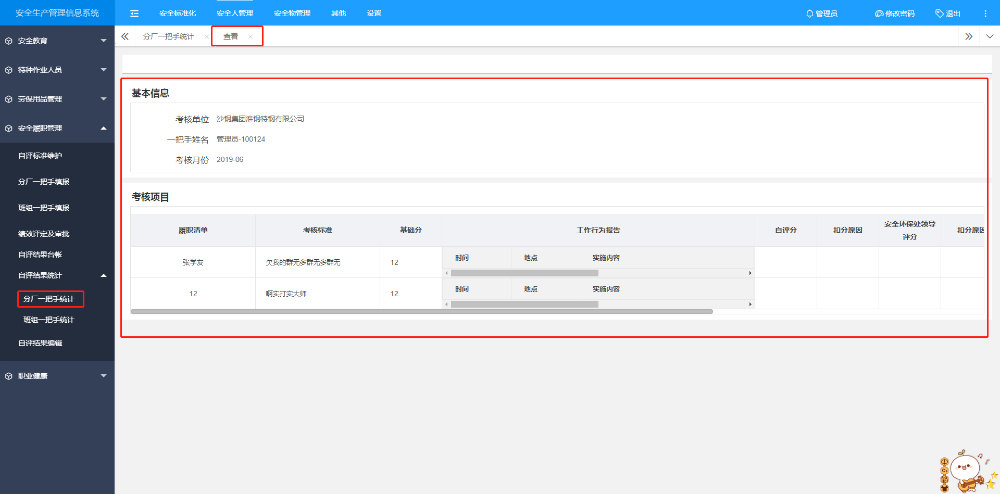 安全生产管理信息系统
安全标准化 安全人管理 安全物管理 其他 设置
管理员 修改密码 退出
分厂一把手统计 × 查看 ×
安全教育
特种作业人员
劳保用品管理
安全履职管理
自评标准维护
分厂一把手填报
班组一把手填报
绩效评定及审批
自评结果台帐
自评结果统计
分厂一把手统计
班组一把手统计
自评结果编辑
职业健康
基本信息
考核单位 沙钢集团淮钢特钢有限公司
一把手姓名 管理员-100124
考核月份 2019-06
考核项目
履职清单 考核标准 基础分 工作行为报告 自评分 扣分原因 安全环保处领导评分 扣分原因
张学友 欠我的群无多群无多群无 12 时间 地点 实施内容
12 啊实打实大师 12 时间 地点 实施内容
中
简